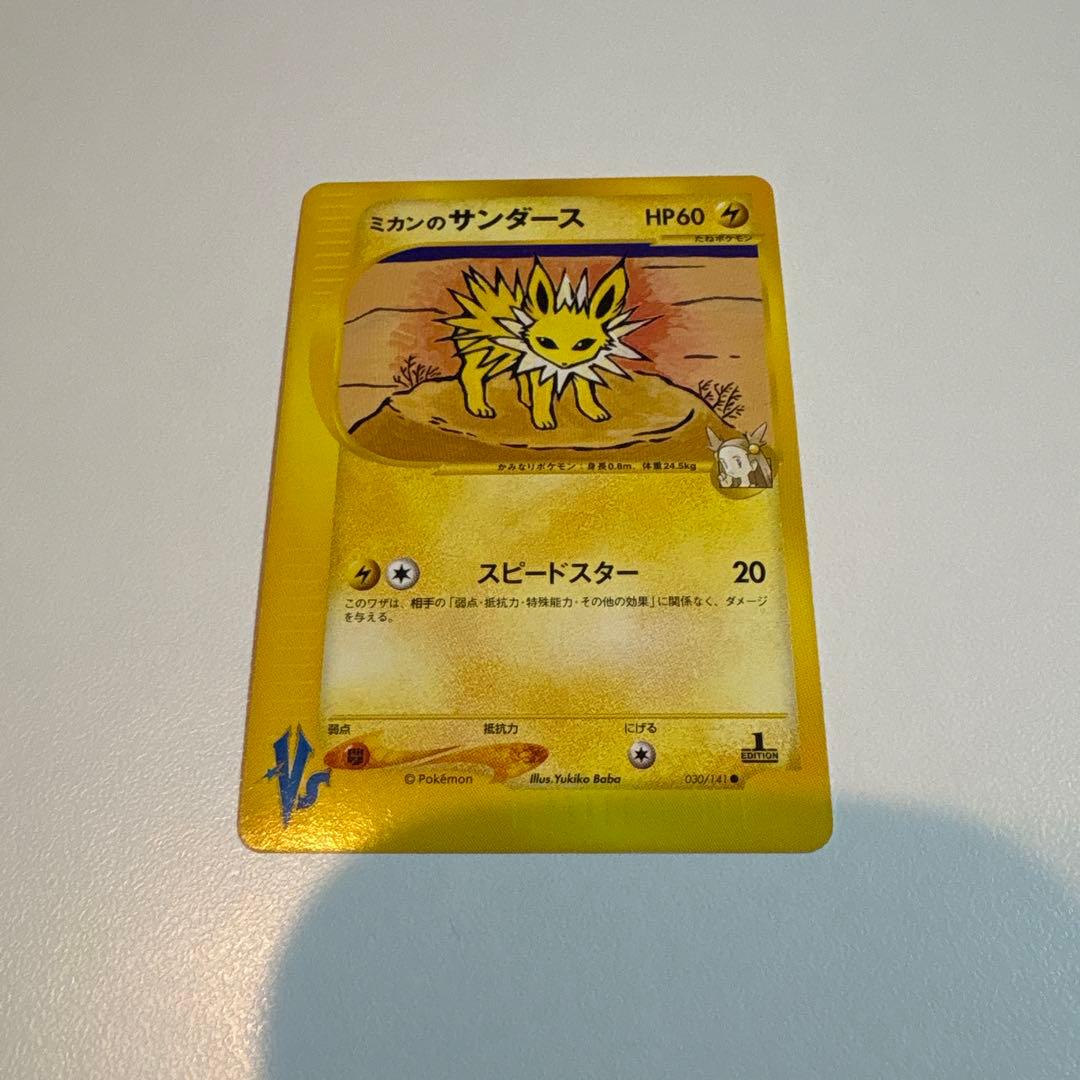 ミカンのサンダース HP60
たねポケモン
かみなりポケモン：身長0.8m、体重24.5kg
スピードスター 20
このワザは、相手の「弱点・抵抗力・特殊能力・その他の効果」に関係なく、ダメージ
を与える。
弱点 抵抗力 にげる
1
EDITION
© Pokémon Illus.Yukiko Baba 030/141
VS